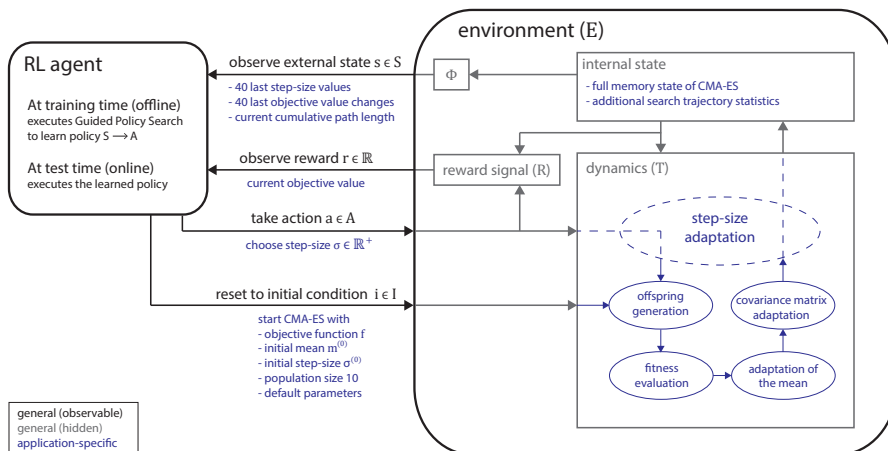 environment (E)
RL agent
At training time (offline)
executes Guided Policy Search
to learn policy S ⟶ A
At test time (online)
executes the learned policy
observe external state s ∈ S
- 40 last step-size values
- 40 last objective value changes
- current cumulative path length
Φ
internal state
- full memory state of CMA-ES
- additional search trajectory statistics
observe reward r ∈ ℝ
current objective value
reward signal (R)
dynamics (T)
take action a ∈ A
choose step-size σ ∈ ℝ⁺
step-size
adaptation
reset to initial condition i ∈ I
start CMA-ES with
- objective function f
- initial mean m⁽⁰⁾
- initial step-size σ⁽⁰⁾
- population size 10
- default parameters
offspring
generation
covariance matrix
adaptation
fitness
evaluation
adaptation of
the mean
general (observable)
general (hidden)
application-specific